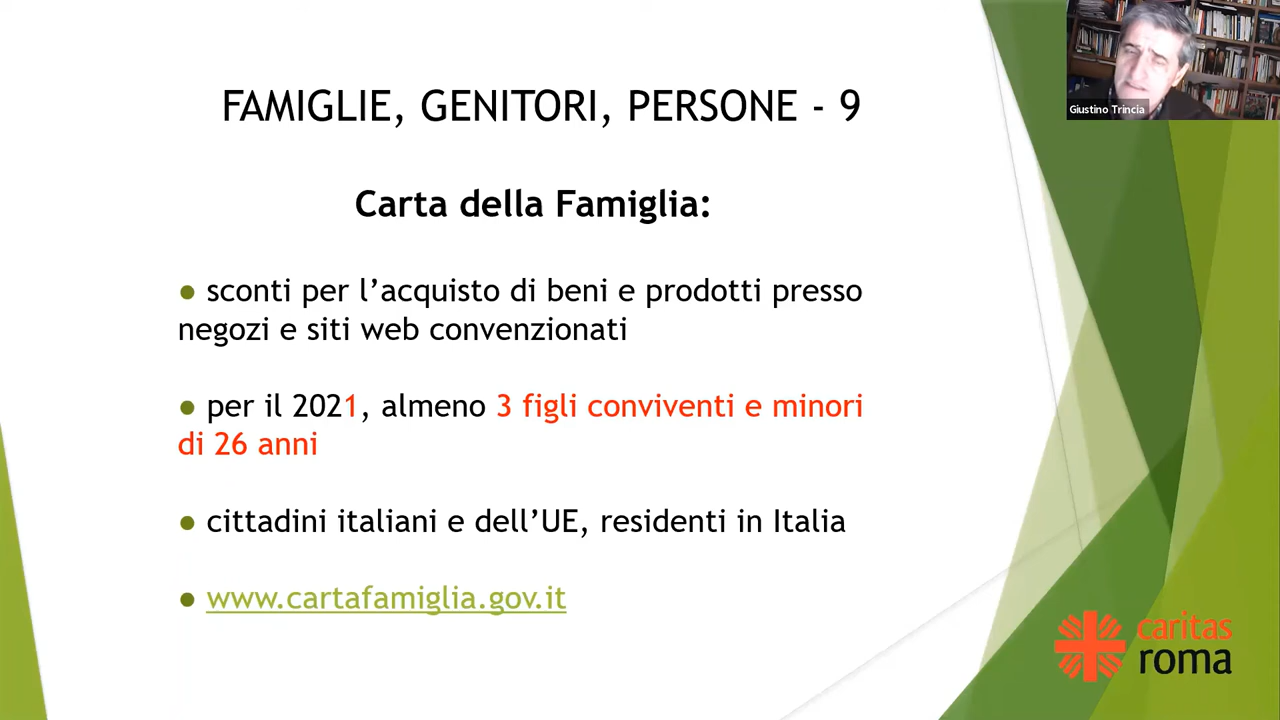 FAMIGLIE, GENITORI, PERSONE - 9
Giustino Trincia
Carta della Famiglia:
● sconti per l’acquisto di beni e prodotti presso
negozi e siti web convenzionati
● per il 2021, almeno 3 figli conviventi e minori
di 26 anni
● cittadini italiani e dell’UE, residenti in Italia
● www.cartafamiglia.gov.it
caritas
roma